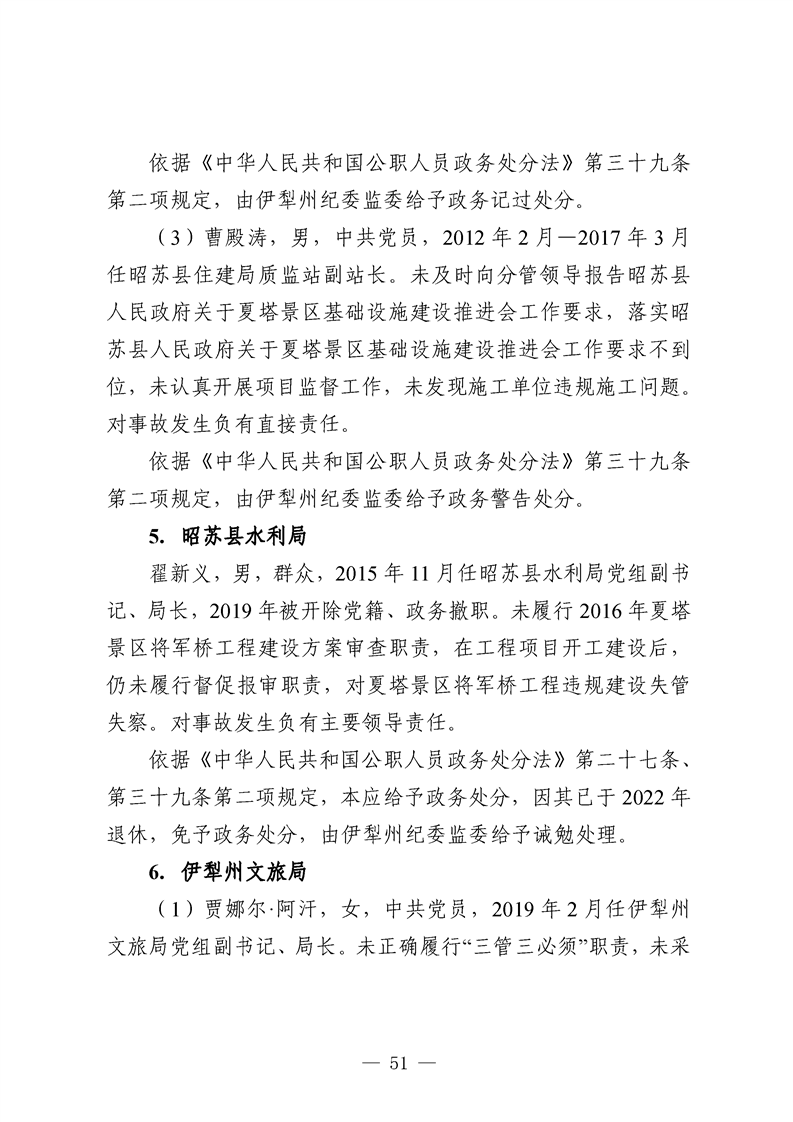 依据《中华人民共和国公职人员政务处分法》第三十九条
第二项规定，由伊犁州纪委监委给予政务记过处分。
（3）曹殿涛，男，中共党员，2012 年 2 月—2017 年 3 月
任昭苏县住建局质监站副站长。未及时向分管领导报告昭苏县
人民政府关于夏塔景区基础设施建设推进会工作要求，落实昭
苏县人民政府关于夏塔景区基础设施建设推进会工作要求不到
位，未认真开展项目监督工作，未发现施工单位违规施工问题。
对事故发生负有直接责任。
依据《中华人民共和国公职人员政务处分法》第三十九条
第二项规定，由伊犁州纪委监委给予政务警告处分。
5. 昭苏县水利局
翟新义，男，群众，2015 年 11 月任昭苏县水利局党组副书
记、局长，2019 年被开除党籍、政务撤职。未履行 2016 年夏塔
景区将军桥工程建设方案审查职责，在工程项目开工建设后，
仍未履行督促报审职责，对夏塔景区将军桥工程违规建设失管
失察。对事故发生负有主要领导责任。
依据《中华人民共和国公职人员政务处分法》第二十七条、
第三十九条第二项规定，本应给予政务处分，因其已于 2022 年
退休，免予政务处分，由伊犁州纪委监委给予诫勉处理。
6. 伊犁州文旅局
（1）贾娜尔·阿汗，女，中共党员，2019 年 2 月任伊犁州
文旅局党组副书记、局长。未正确履行“三管三必须”职责，未采
— 51 —